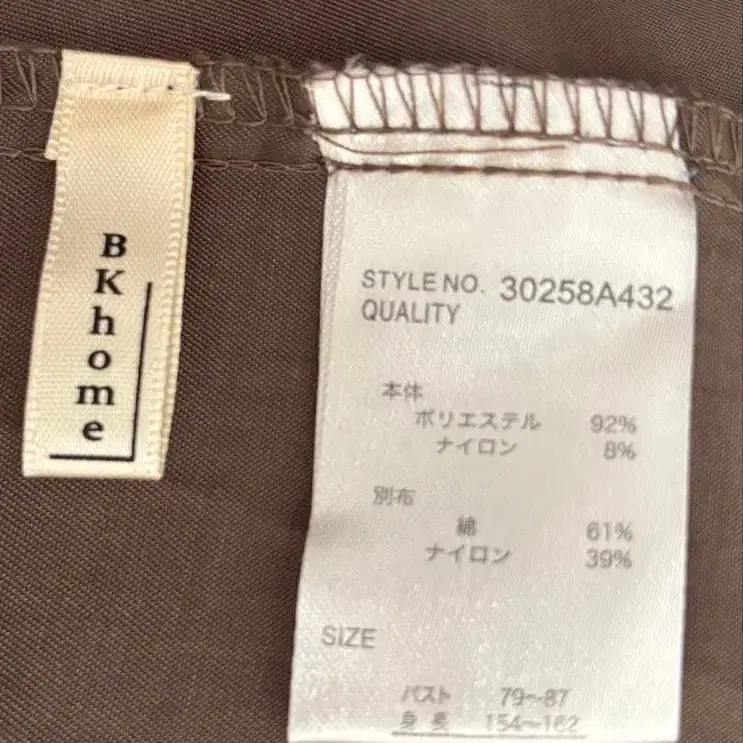 BKhome
STYLE NO. 30258A432
QUALITY
本体
ポリエステル 92%
ナイロン 8%
別布
綿 61%
ナイロン 39%
SIZE
バスト 79~87
身長 154~162